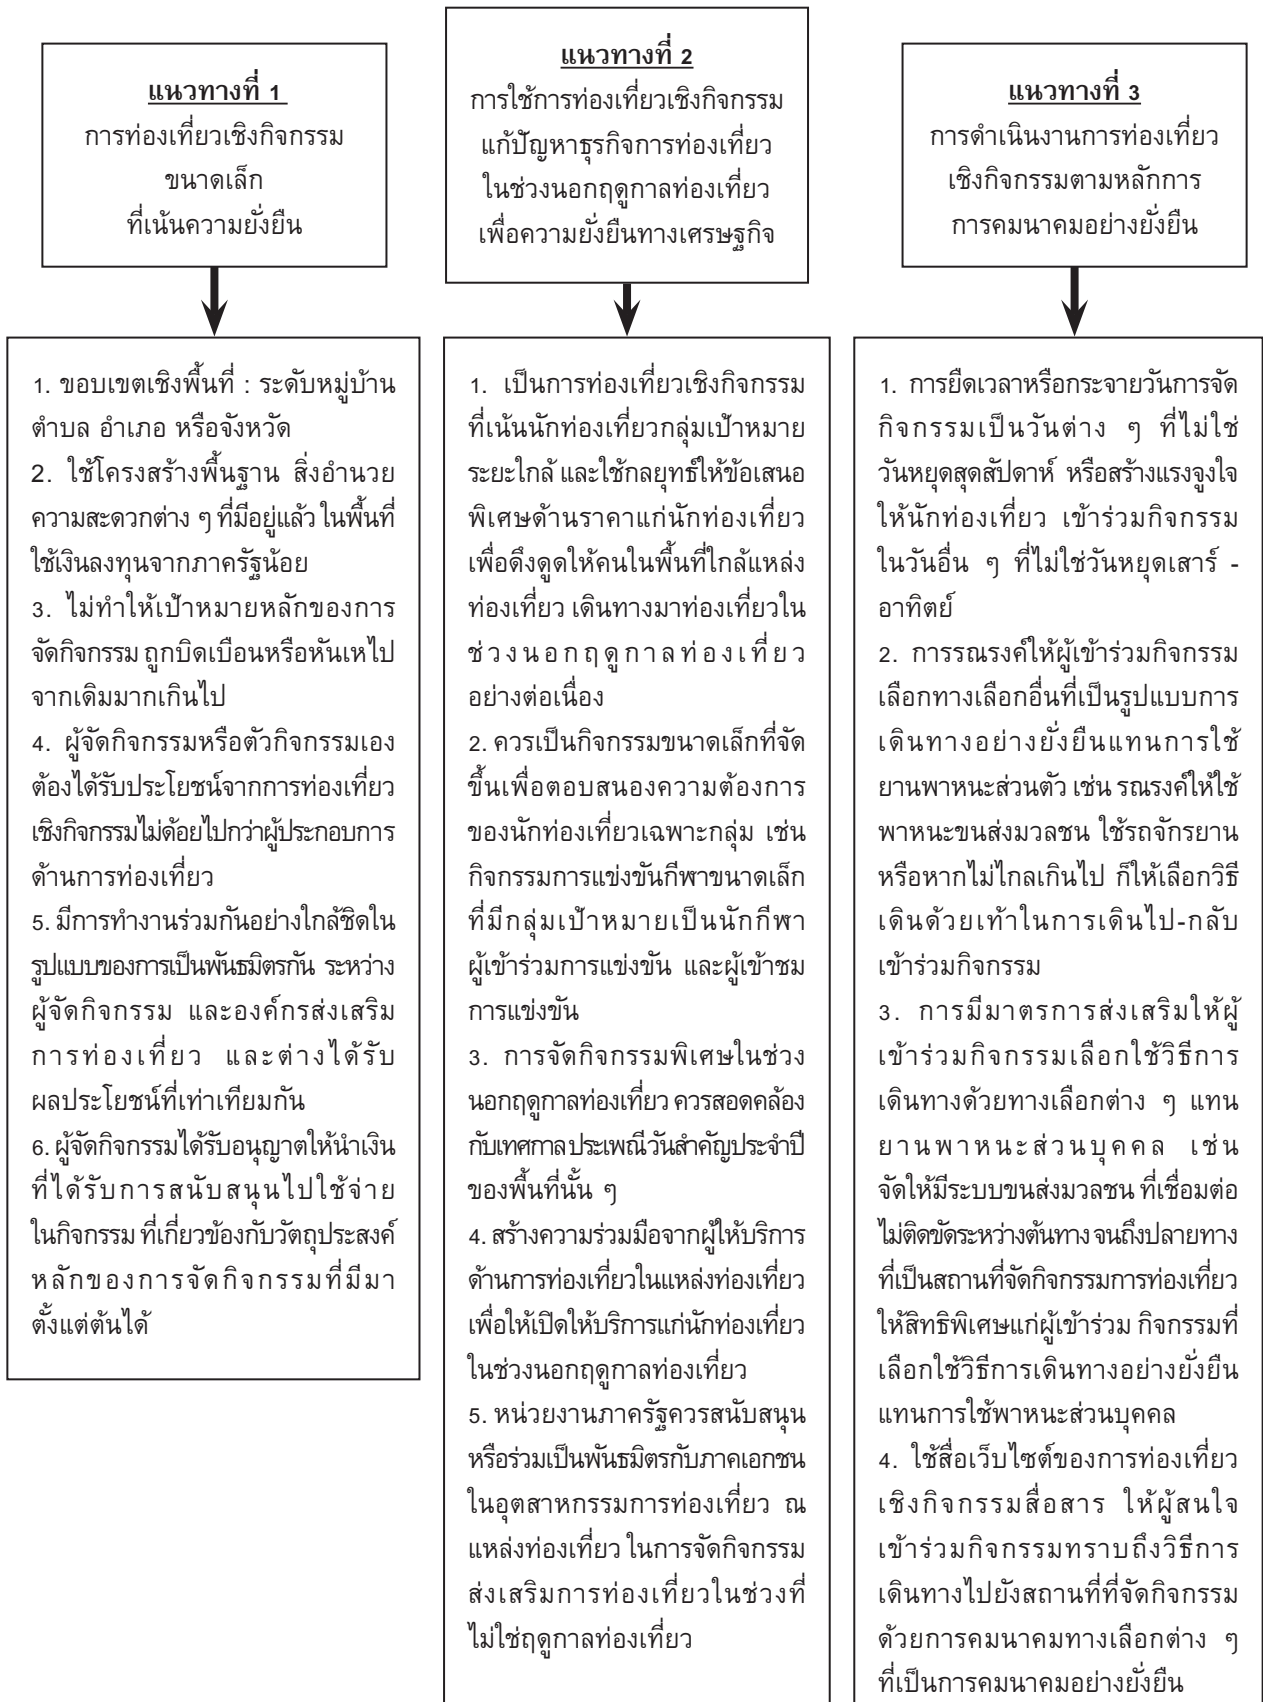 แนวทางที่ 1
การท่องเที่ยวเชิงกิจกรรม
ขนาดเล็ก
ที่เน้นความยั่งยืน
1. ขอบเขตเชิงพื้นที่ : ระดับหมู่บ้าน
ตำบล อำเภอ หรือจังหวัด
2. ใช้โครงสร้างพื้นฐาน สิ่งอำนวย
ความสะดวกต่าง ๆ ที่มีอยู่แล้ว ในพื้นที่
ใช้เงินลงทุนจากภาครัฐน้อย
3. ไม่ทำให้เป้าหมายหลักของการ
จัดกิจกรรม ถูกบิดเบือนหรือหันเหไป
จากเดิมมากเกินไป
4. ผู้จัดกิจกรรมหรือตัวกิจกรรมเอง
ต้องได้รับประโยชน์จากการท่องเที่ยว
เชิงกิจกรรมไม่ด้อยไปกว่าผู้ประกอบการ
ด้านการท่องเที่ยว
5. มีการทำงานร่วมกันอย่างใกล้ชิดใน
รูปแบบของการเป็นพันธมิตรกัน ระหว่าง
ผู้จัดกิจกรรม และองค์กรส่งเสริม
การท่องเที่ยว และต่างได้รับ
ผลประโยชน์ที่เท่าเทียมกัน
6. ผู้จัดกิจกรรมได้รับอนุญาตให้นำเงิน
ที่ได้รับการสนับสนุนไปใช้จ่าย
ในกิจกรรม ที่เกี่ยวข้องกับวัตถุประสงค์
หลักของการจัดกิจกรรมที่มีมา
ตั้งแต่ต้นได้
แนวทางที่ 2
การใช้การท่องเที่ยวเชิงกิจกรรม
แก้ปัญหาธุรกิจการท่องเที่ยว
ในช่วงนอกฤดูกาลท่องเที่ยว
เพื่อความยั่งยืนทางเศรษฐกิจ
1. เป็นการท่องเที่ยวเชิงกิจกรรม
ที่เน้นนักท่องเที่ยวกลุ่มเป้าหมาย
ระยะใกล้ และใช้กลยุทธ์ให้ข้อเสนอ
พิเศษด้านราคาแก่นักท่องเที่ยว
เพื่อดึงดูดให้คนในพื้นที่ใกล้แหล่ง
ท่องเที่ยว เดินทางมาท่องเที่ยวใน
ช่วงนอกฤดูกาลท่องเที่ยว
อย่างต่อเนื่อง
2. ควรเป็นกิจกรรมขนาดเล็กที่จัด
ขึ้นเพื่อตอบสนองความต้องการ
ของนักท่องเที่ยวเฉพาะกลุ่ม เช่น
กิจกรรมการแข่งขันกีฬาขนาดเล็ก
ที่มีกลุ่มเป้าหมายเป็นนักกีฬา
ผู้เข้าร่วมการแข่งขัน และผู้เข้าชม
การแข่งขัน
3. การจัดกิจกรรมพิเศษในช่วง
นอกฤดูกาลท่องเที่ยว ควรสอดคล้อง
กับเทศกาล ประเพณี วันสำคัญประจำปี
ของพื้นที่นั้น ๆ
4. สร้างความร่วมมือจากผู้ให้บริการ
ด้านการท่องเที่ยวในแหล่งท่องเที่ยว
เพื่อให้เปิดให้บริการแก่นักท่องเที่ยว
ในช่วงนอกฤดูกาลท่องเที่ยว
5. หน่วยงานภาครัฐควรสนับสนุน
หรือร่วมเป็นพันธมิตรกับภาคเอกชน
ในอุตสาหกรรมการท่องเที่ยว ณ
แหล่งท่องเที่ยว ในการจัดกิจกรรม
ส่งเสริมการท่องเที่ยวในช่วงที่
ไม่ใช่ฤดูกาลท่องเที่ยว
แนวทางที่ 3
การดำเนินงานการท่องเที่ยว
เชิงกิจกรรมตามหลักการ
การคมนาคมอย่างยั่งยืน
1. การยืดเวลาหรือกระจายวันการจัด
กิจกรรมเป็นวันต่าง ๆ ที่ไม่ใช่
วันหยุดสุดสัปดาห์ หรือสร้างแรงจูงใจ
ให้นักท่องเที่ยว เข้าร่วมกิจกรรม
ในวันอื่น ๆ ที่ไม่ใช่วันหยุดเสาร์ -
อาทิตย์
2. การรณรงค์ให้ผู้เข้าร่วมกิจกรรม
เลือกทางเลือกอื่นที่เป็นรูปแบบการ
เดินทางอย่างยั่งยืนแทนการใช้
ยานพาหนะส่วนตัว เช่น รณรงค์ให้ใช้
พาหนะขนส่งมวลชน ใช้รถจักรยาน
หรือหากไม่ไกลเกินไป ก็ให้เลือกวิธี
เดินด้วยเท้าในการเดินไป-กลับ
เข้าร่วมกิจกรรม
3. การมีมาตรการส่งเสริมให้ผู้
เข้าร่วมกิจกรรมเลือกใช้วิธีการ
เดินทางด้วยทางเลือกต่าง ๆ แทน
ยานพาหนะส่วนบุคคล เช่น
จัดให้มีระบบขนส่งมวลชน ที่เชื่อมต่อ
ไม่ติดขัดระหว่างต้นทาง จนถึงปลายทาง
ที่เป็นสถานที่จัดกิจกรรมการท่องเที่ยว
ให้สิทธิพิเศษแก่ผู้เข้าร่วม กิจกรรมที่
เลือกใช้วิธีการเดินทางอย่างยั่งยืน
แทนการใช้พาหนะส่วนบุคคล
4. ใช้สื่อเว็บไซต์ของการท่องเที่ยว
เชิงกิจกรรมสื่อสาร ให้ผู้สนใจ
เข้าร่วมกิจกรรมทราบถึงวิธีการ
เดินทางไปยังสถานที่ที่จัดกิจกรรม
ด้วยการคมนาคมทางเลือกต่าง ๆ
ที่เป็นการคมนาคมอย่างยั่งยืน